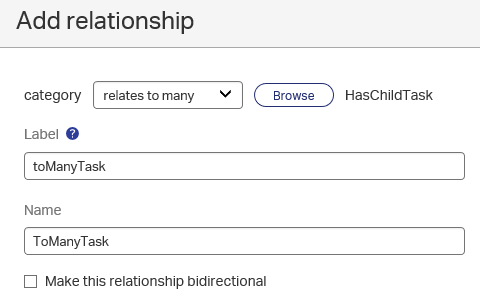 Add relationship
category relates to many Browse HasChildTask
Label ?
toManyTask
Name
ToManyTask
Make this relationship bidirectional